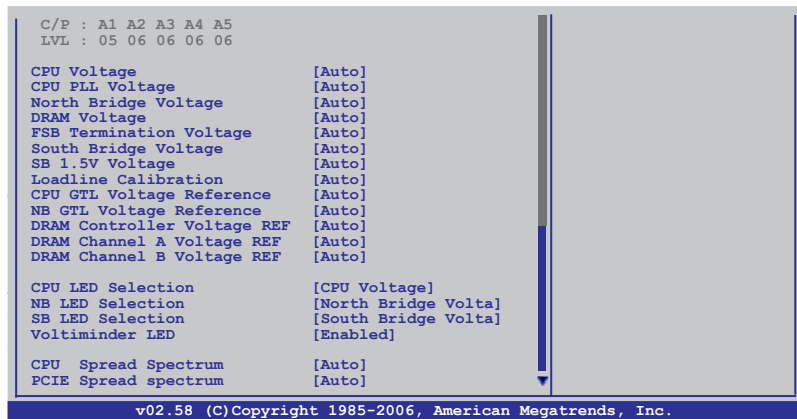 C/P : A1 A2 A3 A4 A5
LVL : 05 06 06 06 06
CPU Voltage [Auto]
CPU PLL Voltage [Auto]
North Bridge Voltage [Auto]
DRAM Voltage [Auto]
FSB Termination Voltage [Auto]
South Bridge Voltage [Auto]
SB 1.5V Voltage [Auto]
Loadline Calibration [Auto]
CPU GTL Voltage Reference [Auto]
NB GTL Voltage Reference [Auto]
DRAM Controller Voltage REF [Auto]
DRAM Channel A Voltage REF [Auto]
DRAM Channel B Voltage REF [Auto]
CPU LED Selection [CPU Voltage]
NB LED Selection [North Bridge Volta]
SB LED Selection [South Bridge Volta]
Voltiminder LED [Enabled]
CPU Spread Spectrum [Auto]
PCIE Spread spectrum [Auto]
v02.58 (C)Copyright 1985-2006, American Megatrends, Inc.